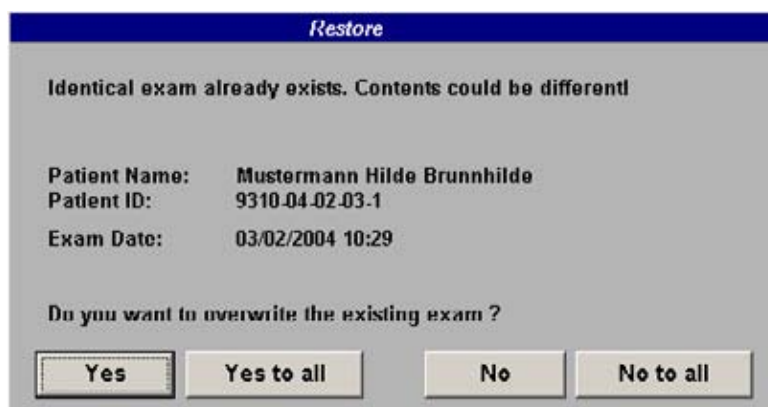 Restore
Identical exam already exists. Contents could be different!
Patient Name: Mustermann Hilde Brunnhilde
Patient ID: 9310-04-02-03-1
Exam Date: 03/02/2004 10:29
Do you want to overwrite the existing exam ?
Yes Yes to all No No to all